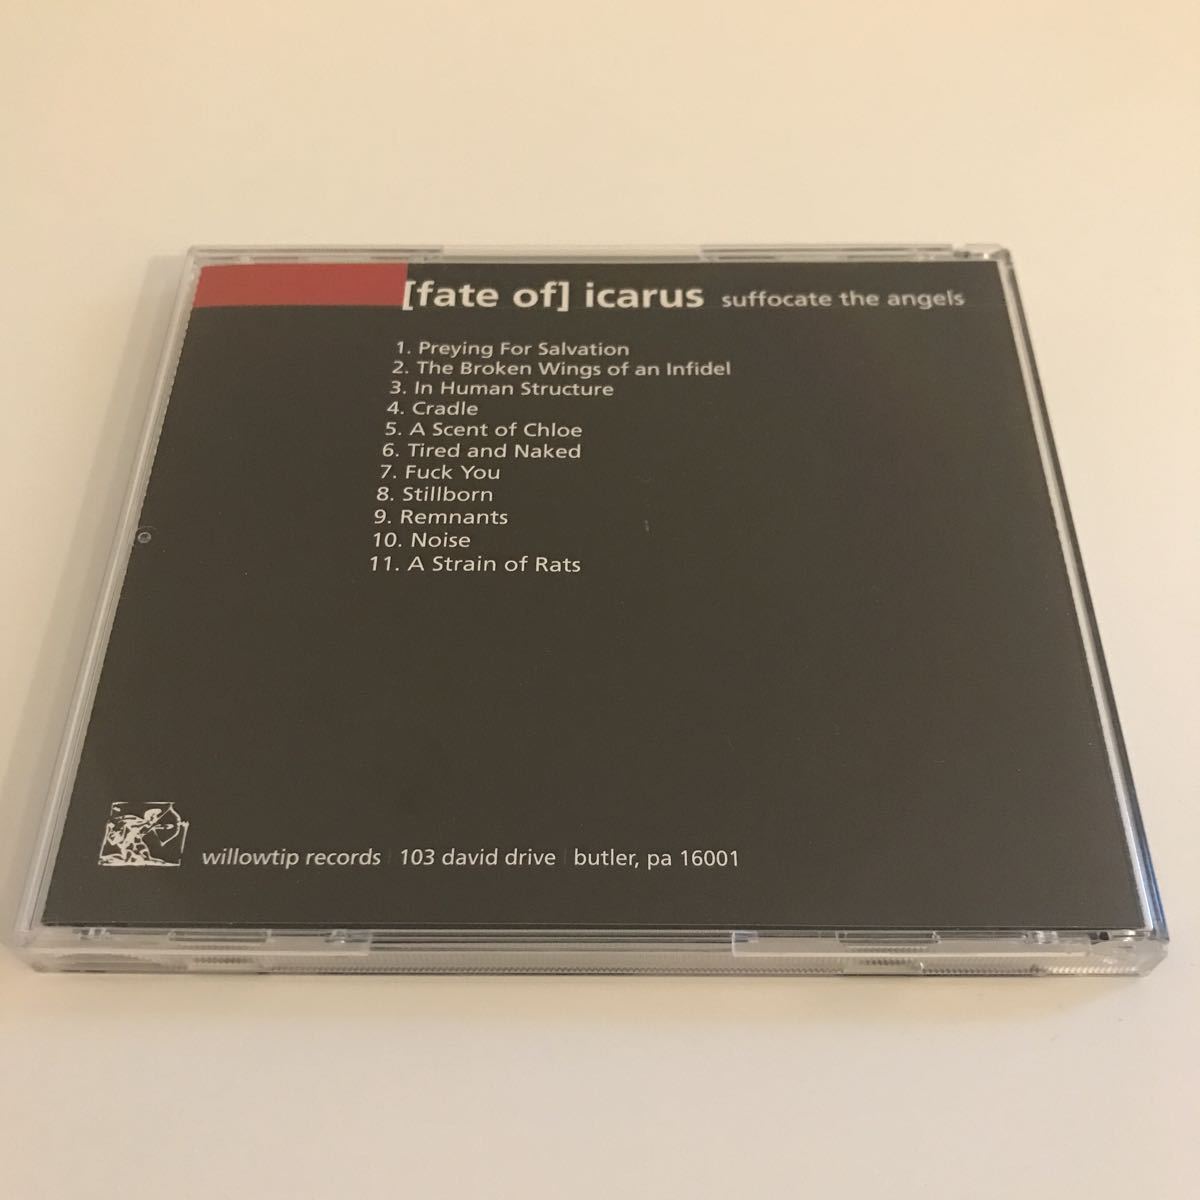 [fate of] icarus suffocate the angels
1. Preying For Salvation
2. The Broken Wings of an Infidel
3. In Human Structure
4. Cradle
5. A Scent of Chloe
6. Tired and Naked
7. Fuck You
8. Stillborn
9. Remnants
10. Noise
11. A Strain of Rats
willowtip records | 103 david drive | butler, pa 16001